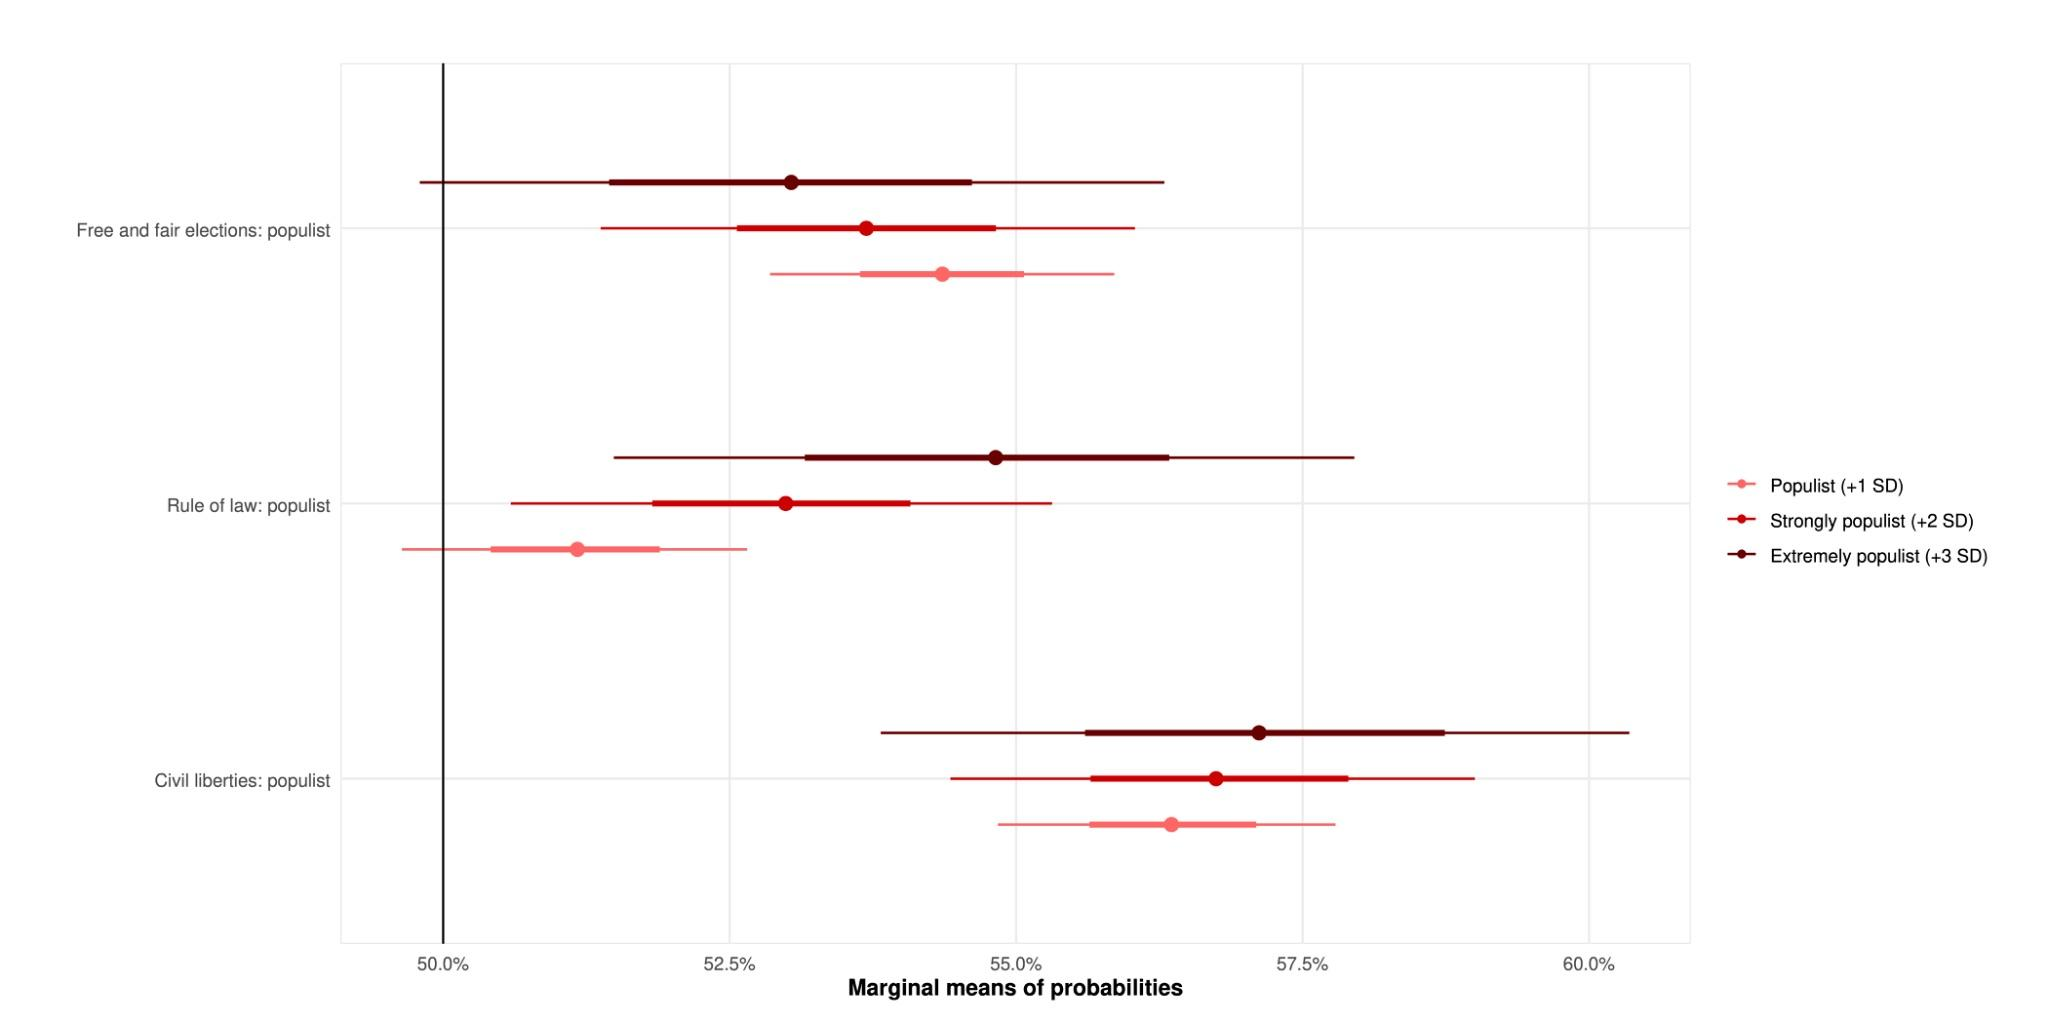 Free and fair elections: populist
Rule of law: populist
Civil liberties: populist
50.0%
52.5%
55.0%
57.5%
60.0%
Marginal means of probabilities
Populist (+1 SD)
Strongly populist (+2 SD)
Extremely populist (+3 SD)